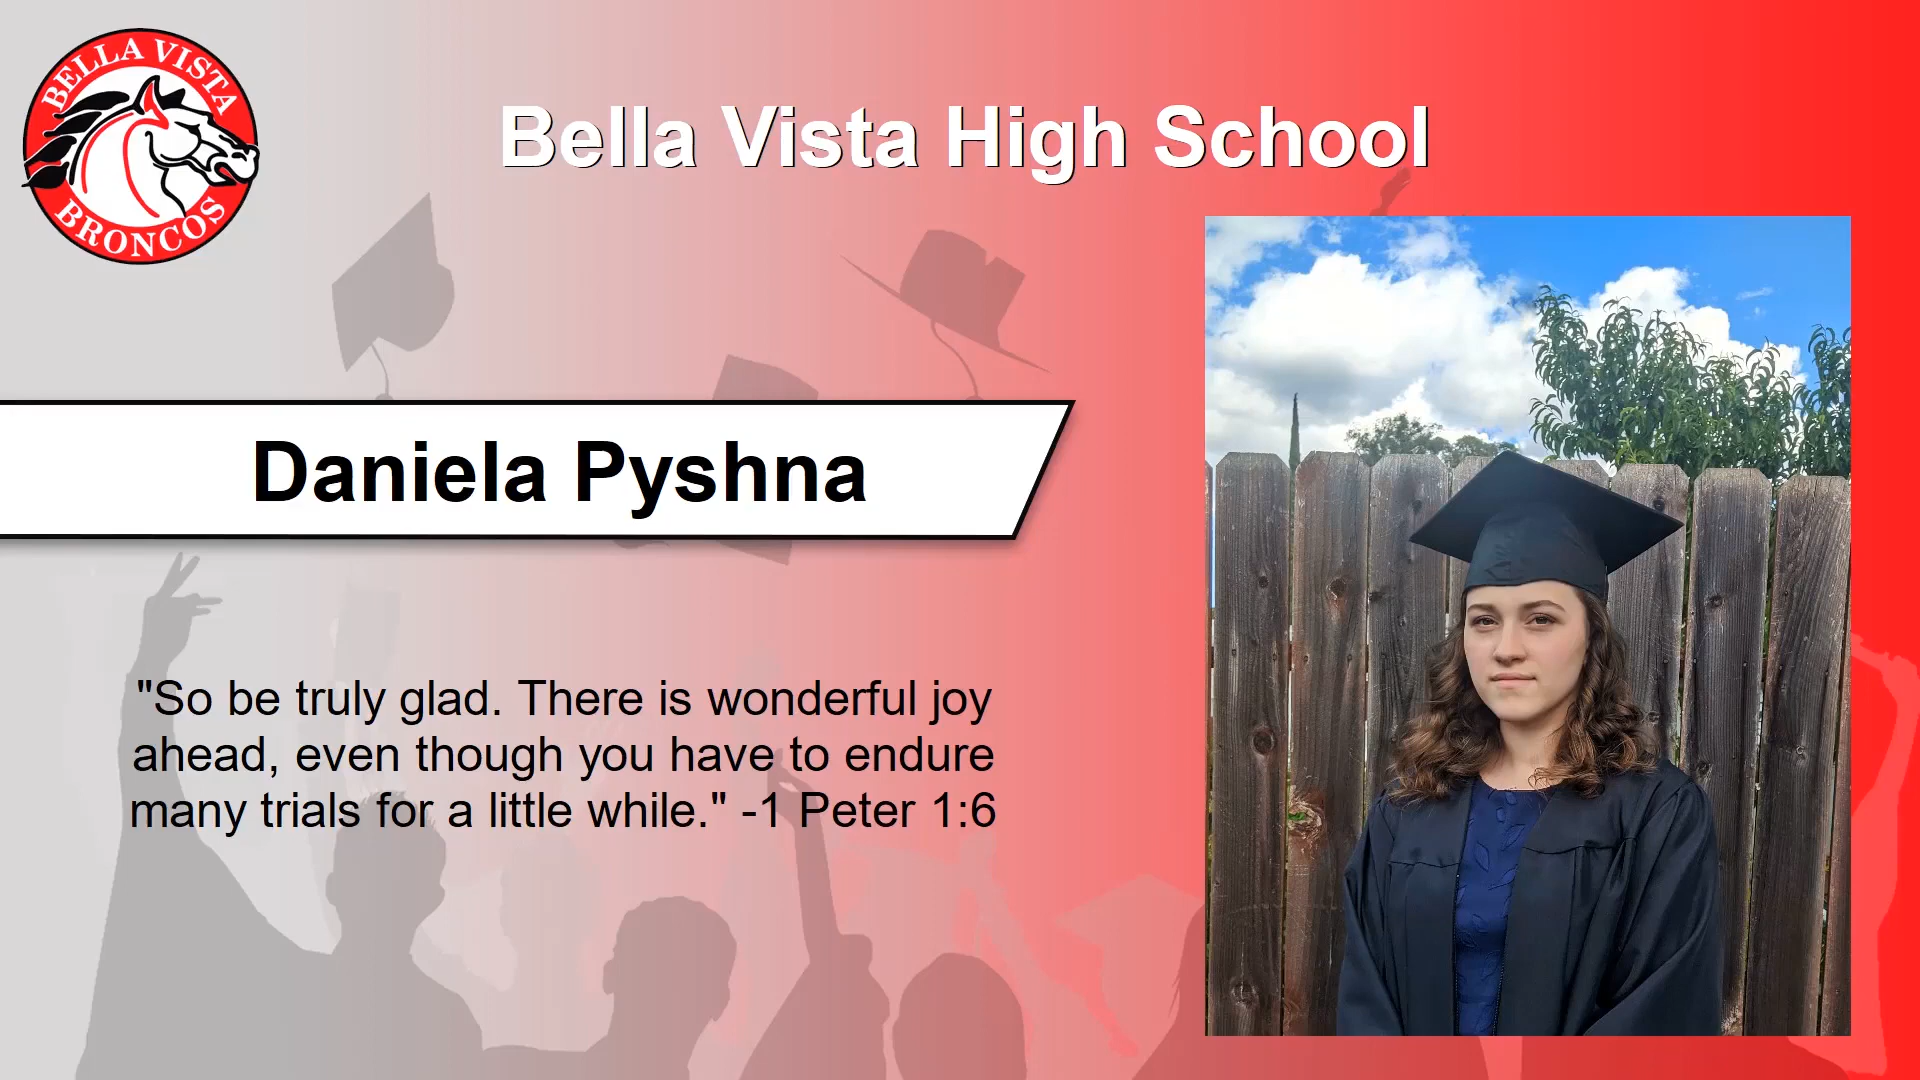 BELLA VISTA
BRONCOS
Bella Vista High School
Daniela Pyshna
"So be truly glad. There is wonderful joy
ahead, even though you have to endure
many trials for a little while." -1 Peter 1:6